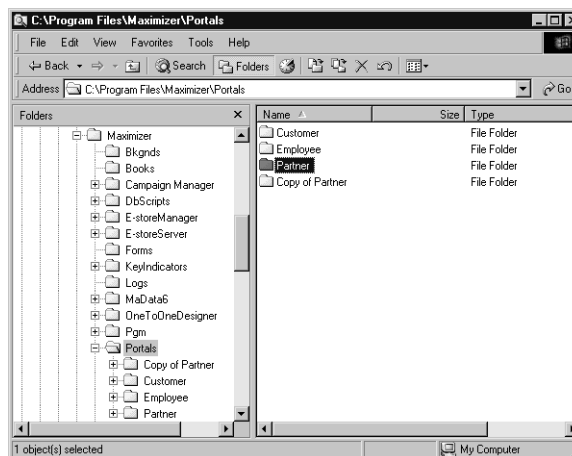 C:\Program Files\Maximizer\Portals
File Edit View Favorites Tools Help
Back Search Folders
Address C:\Program Files\Maximizer\Portals Go
Folders
Maximizer
Bkgnds
Books
Campaign Manager
DbScripts
E-storeManager
E-storeServer
Forms
KeyIndicators
Logs
MaData6
OneToOneDesigner
Pgm
Portals
Copy of Partner
Customer
Employee
Partner
Name Size Type
Customer File Folder
Employee File Folder
Partner File Folder
Copy of Partner File Folder
1 object(s) selected My Computer